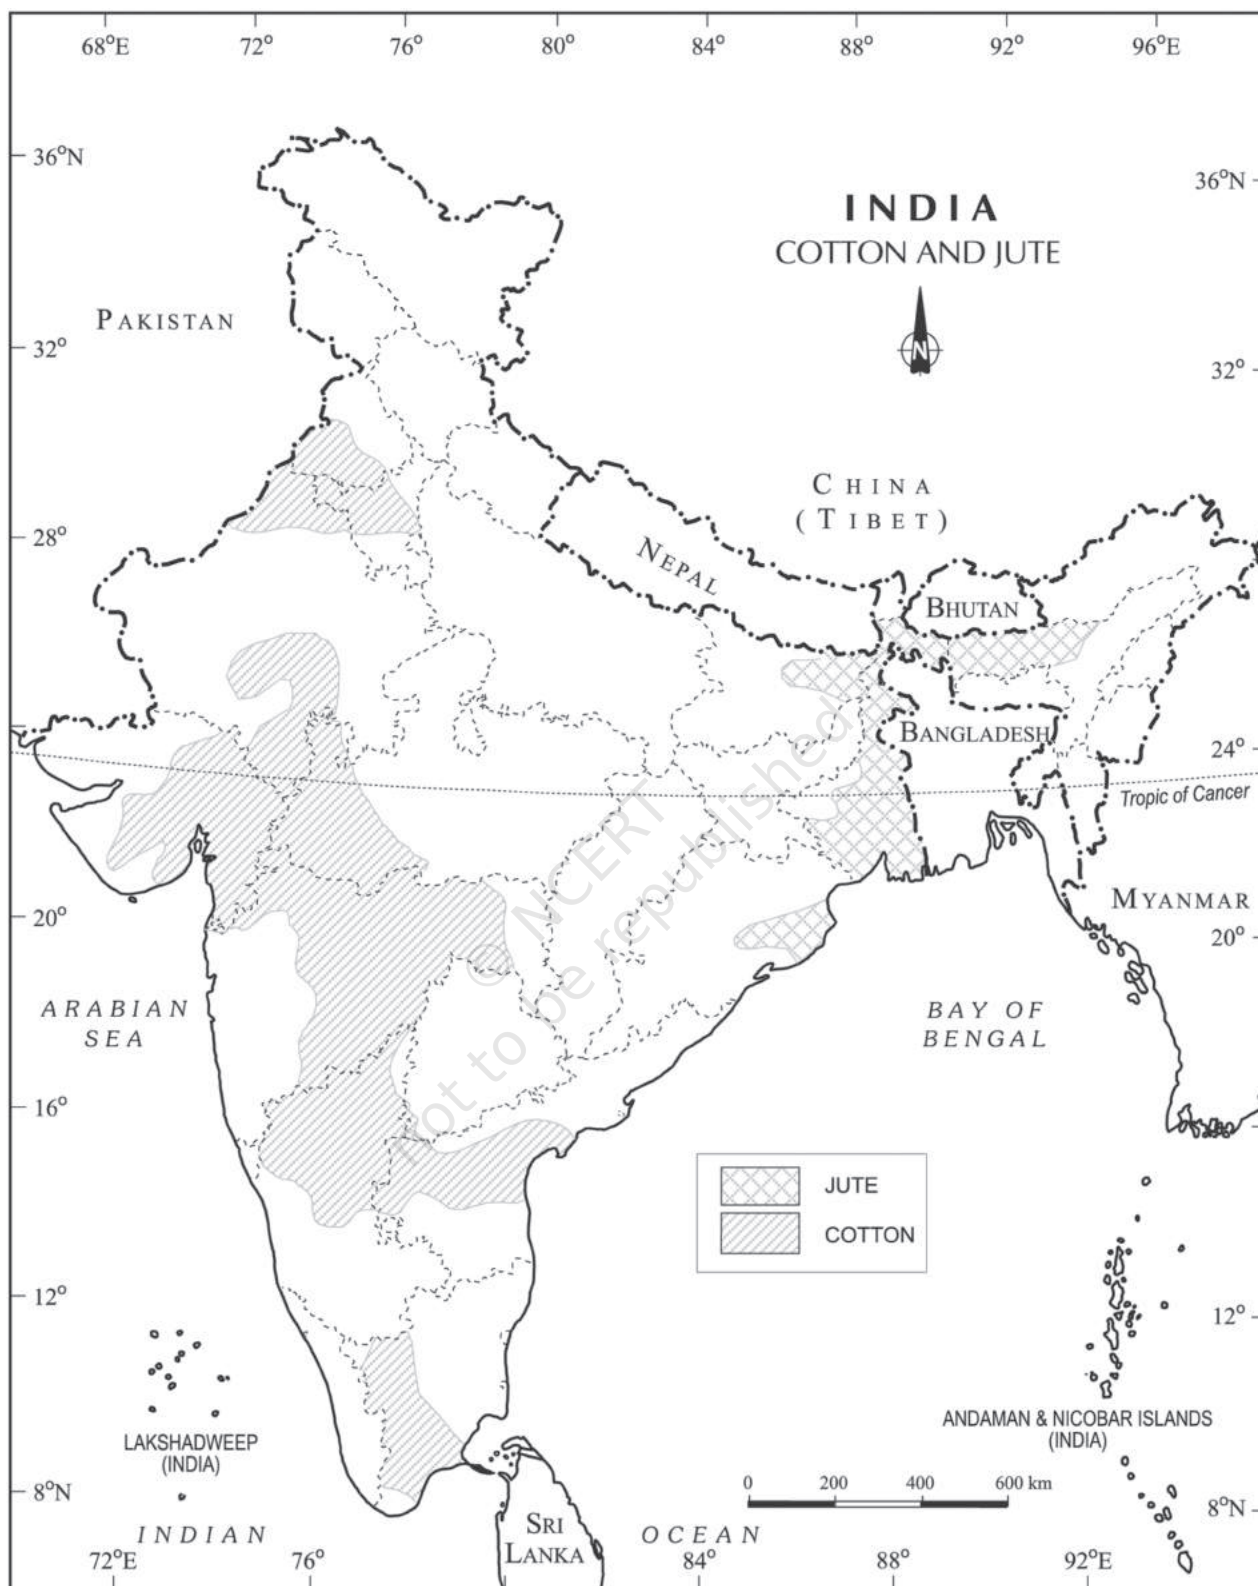 68°E 72° 76° 80° 84° 88° 92° 96°E
36°N
36°N
INDIA
COTTON AND JUTE
N
PAKISTAN
32°
32°
CHINA
(TIBET)
28°
NEPAL
BHUTAN
BANGLADESH
24°
Tropic of Cancer
© NCERT
not to be republished
MYANMAR
20°
20°
ARABIAN
SEA
BAY OF
BENGAL
16°
JUTE
COTTON
12°
12°
LAKSHADWEEP
(INDIA)
ANDAMAN & NICOBAR ISLANDS
(INDIA)
0 200 400 600 km
8°N
8°N
INDIAN OCEAN
SRI
LANKA
72°E 76° 84° 88° 92°E